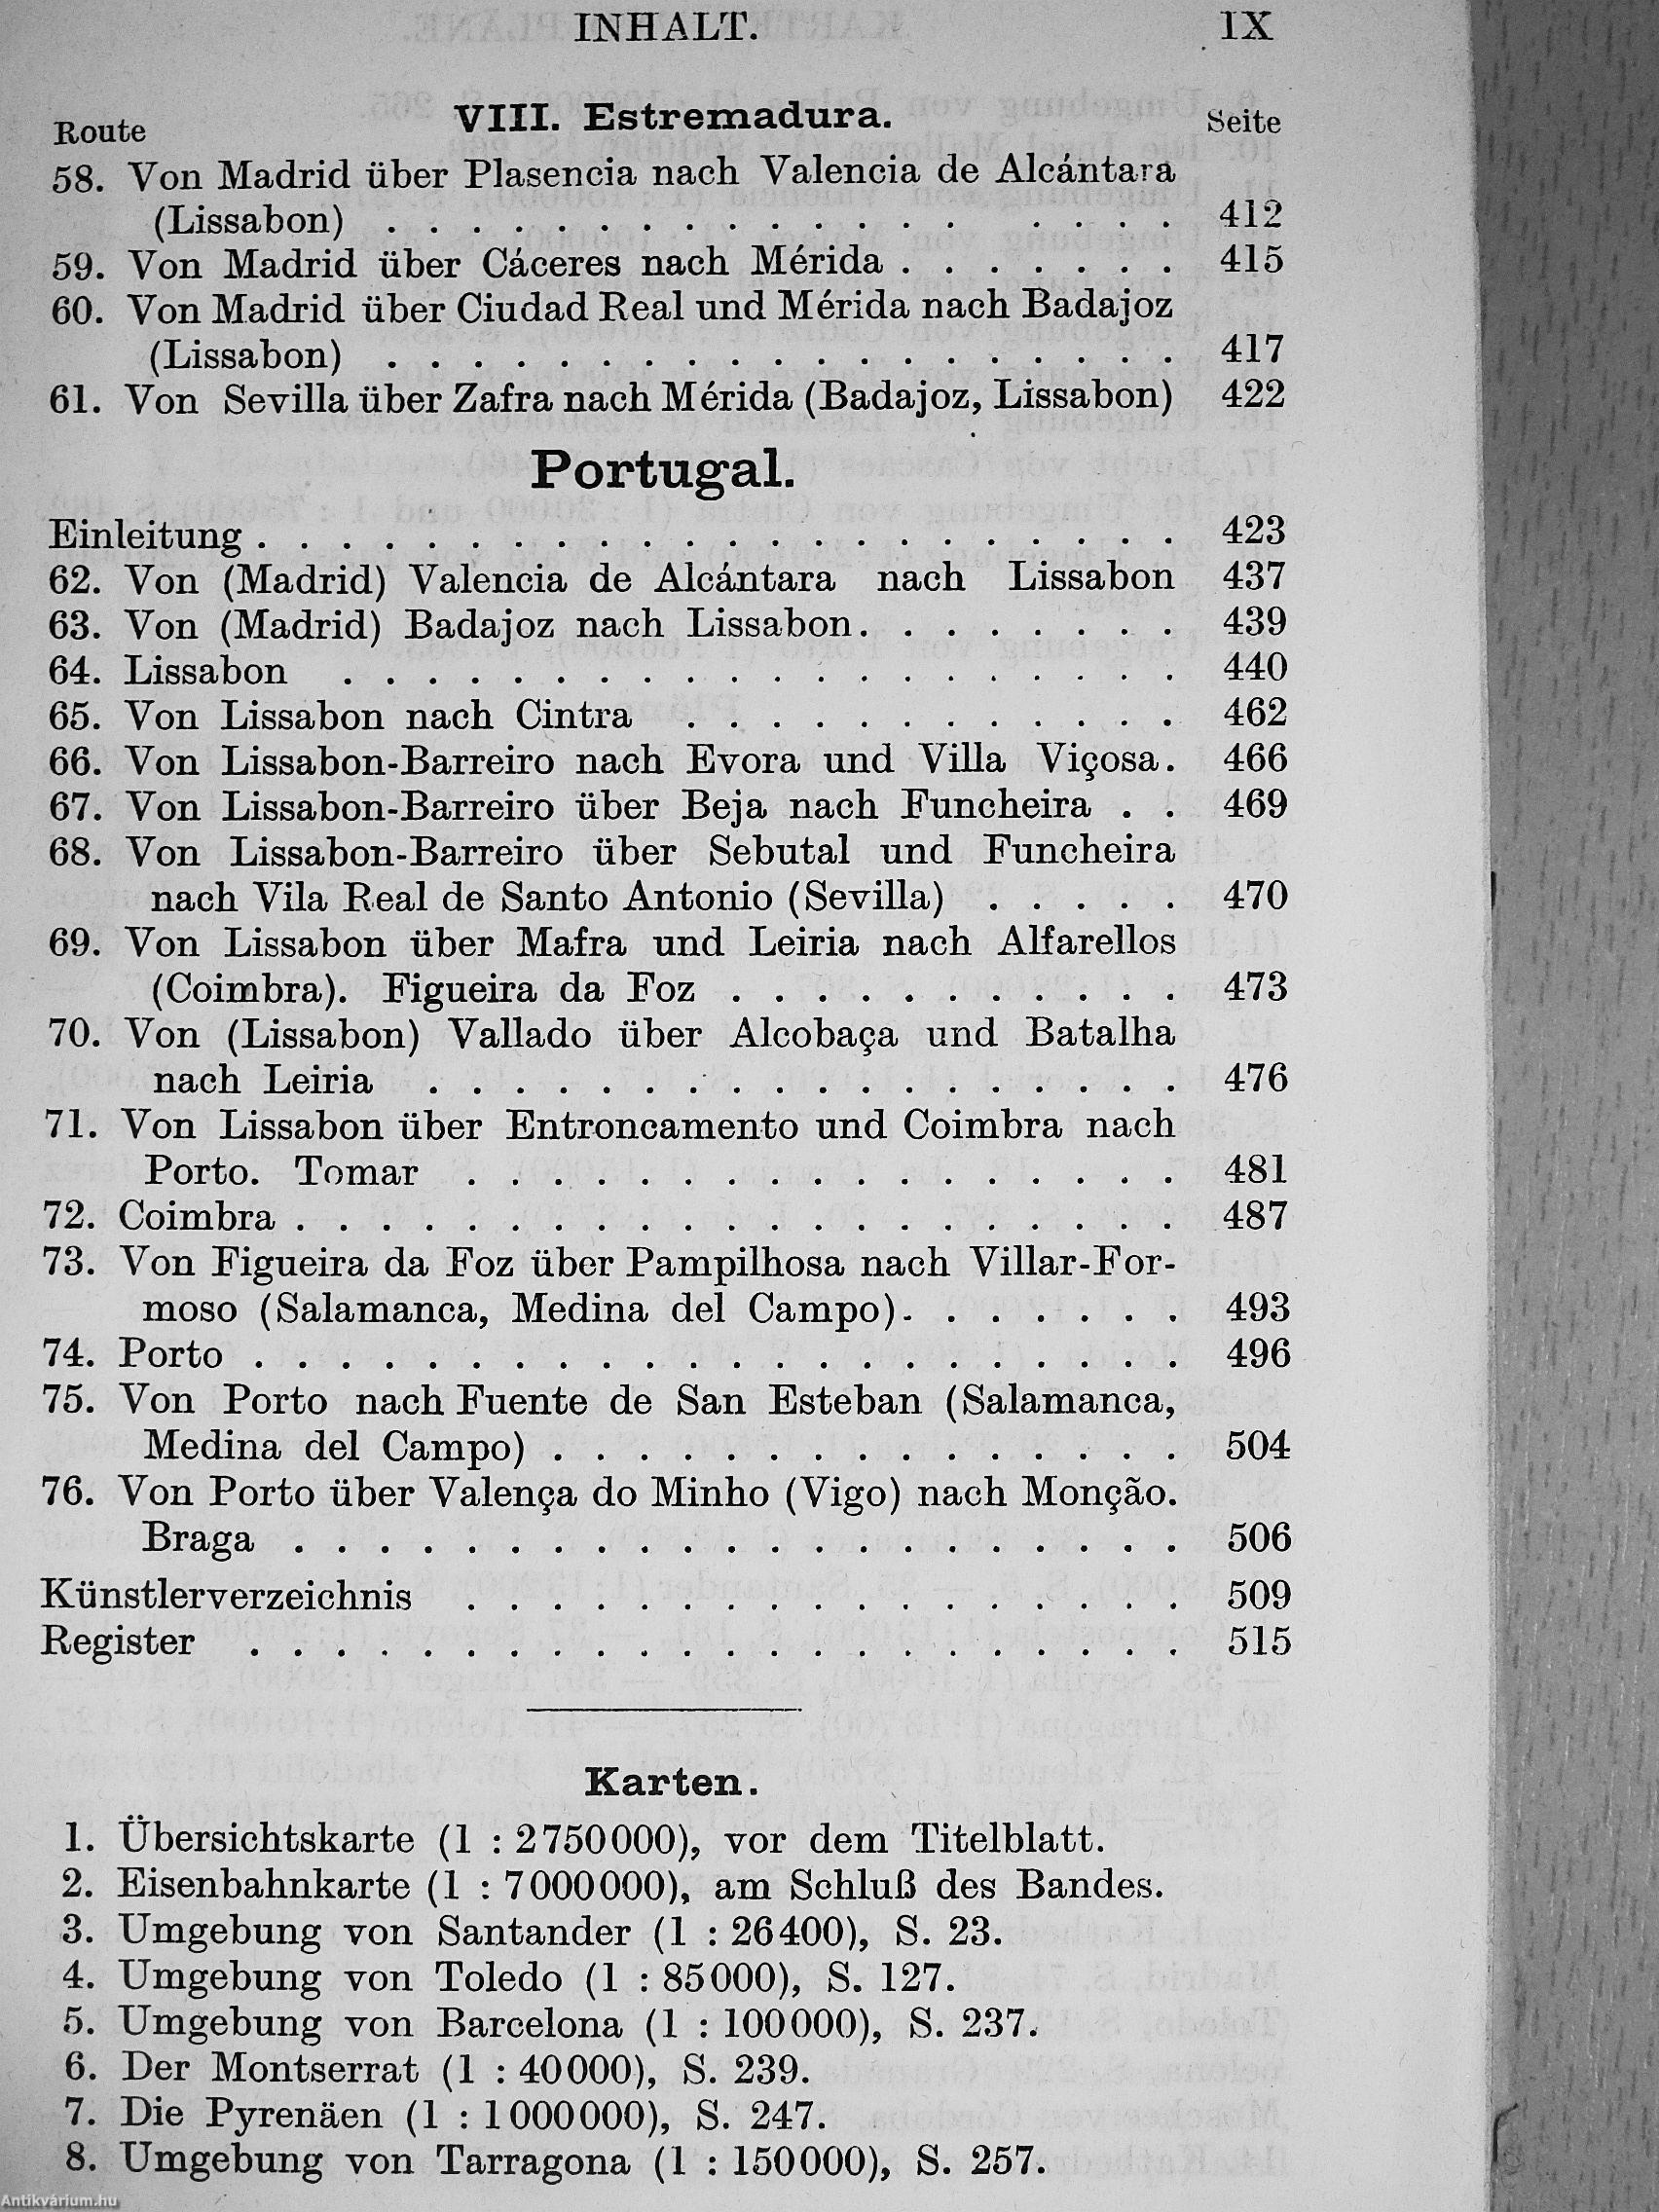 INHALT. IX
VIII. Estremadura.
Route Seite
58. Von Madrid über Plasencia nach Valencia de Alcántara
(Lissabon) . . . . . . . . . . . . . . . . . . 412
59. Von Madrid über Cáceres nach Mérida . . . . . . . 415
60. Von Madrid über Ciudad Real und Mérida nach Badajoz
(Lissabon) . . . . . . . . . . . . . . . . . . . 417
61. Von Sevilla über Zafra nach Mérida (Badajoz, Lissabon) 422
Portugal.
Einleitung . . . . . . . . . . . . . . . . . . . . . . 423
62. Von (Madrid) Valencia de Alcántara nach Lissabon 437
63. Von (Madrid) Badajoz nach Lissabon. . . . . . . . 439
64. Lissabon . . . . . . . . . . . . . . . . . . . . 440
65. Von Lissabon nach Cintra . . . . . . . . . . . . 462
66. Von Lissabon-Barreiro nach Evora und Villa Viçosa. 466
67. Von Lissabon-Barreiro über Beja nach Funcheira . . 469
68. Von Lissabon-Barreiro über Sebutal und Funcheira
nach Vila Real de Santo Antonio (Sevilla) . . . . . 470
69. Von Lissabon über Mafra und Leiria nach Alfarellos
(Coimbra). Figueira da Foz . . . . . . . . . . . 473
70. Von (Lissabon) Vallado über Alcobaça und Batalha
nach Leiria . . . . . . . . . . . . . . . . . . 476
71. Von Lissabon über Entroncamento und Coimbra nach
Porto. Tomar . . . . . . . . . . . . . . . . . 481
72. Coimbra . . . . . . . . . . . . . . . . . . . . . 487
73. Von Figueira da Foz über Pampilhosa nach Villar-For-
moso (Salamanca, Medina del Campo). . . . . . . 493
74. Porto . . . . . . . . . . . . . . . . . . . . . . 496
75. Von Porto nach Fuente de San Esteban (Salamanca,
Medina del Campo) . . . . . . . . . . . . . . . 504
76. Von Porto über Valença do Minho (Vigo) nach Monção.
Braga . . . . . . . . . . . . . . . . . . . . . 506
Künstlerverzeichnis . . . . . . . . . . . . . . . . . 509
Register . . . . . . . . . . . . . . . . . . . . . . 515
Karten.
1. Übersichtskarte (1 : 2750000), vor dem Titelblatt.
2. Eisenbahnkarte (1 : 7000000), am Schluß des Bandes.
3. Umgebung von Santander (1 : 26400), S. 23.
4. Umgebung von Toledo (1 : 85000), S. 127.
5. Umgebung von Barcelona (1 : 100000), S. 237.
6. Der Montserrat (1 : 40000), S. 239.
7. Die Pyrenäen (1 : 1000000), S. 247.
8. Umgebung von Tarragona (1 : 150000), S. 257.
Antikvárium.hu